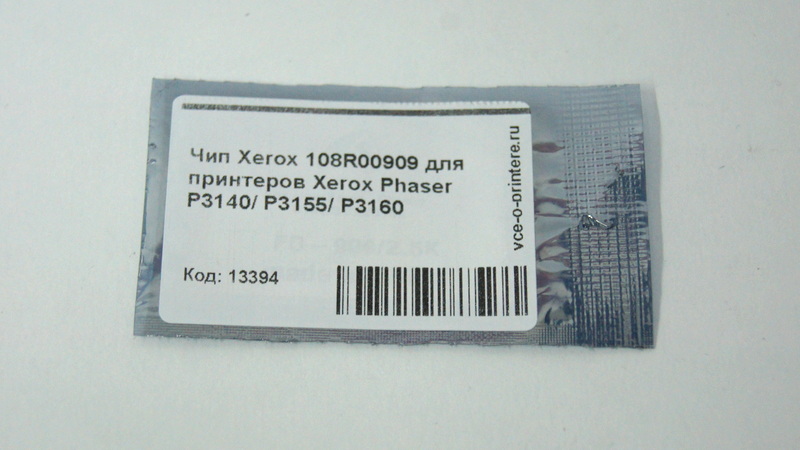 Чип Xerox 108R00909 для
принтеров Xerox Phaser
P3140/ P3155/ P3160
Код: 13394
vce-o-printere.ru